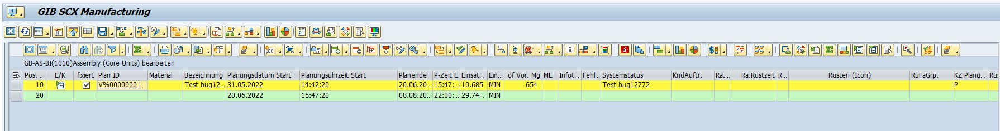 GIB SCX Manufacturing
GB-AS-BI(1010)Assembly (Core Units) bearbeiten
Pos. ... E/K fixiert Plan ID Material Bezeichnung Planungsdatum Start Planungsuhrzeit Start Planende P-Zeit E Einsat... Ein... of Vor. Mg ME Infot... Fehl... Systemstatus KndAuftr. Ra... Ra.Rüstzeit R... Rüsten (Icon) RüFaGrp. KZ Planu... Rüs
10 V%00000001 Test bug12... 31.05.2022 14:42:20 20.06.20... 15:47:... 10.685 MIN 654 Test bug12772 P
20 20.06.2022 15:47:20 08.08.20... 22:00:... 29.74... MIN